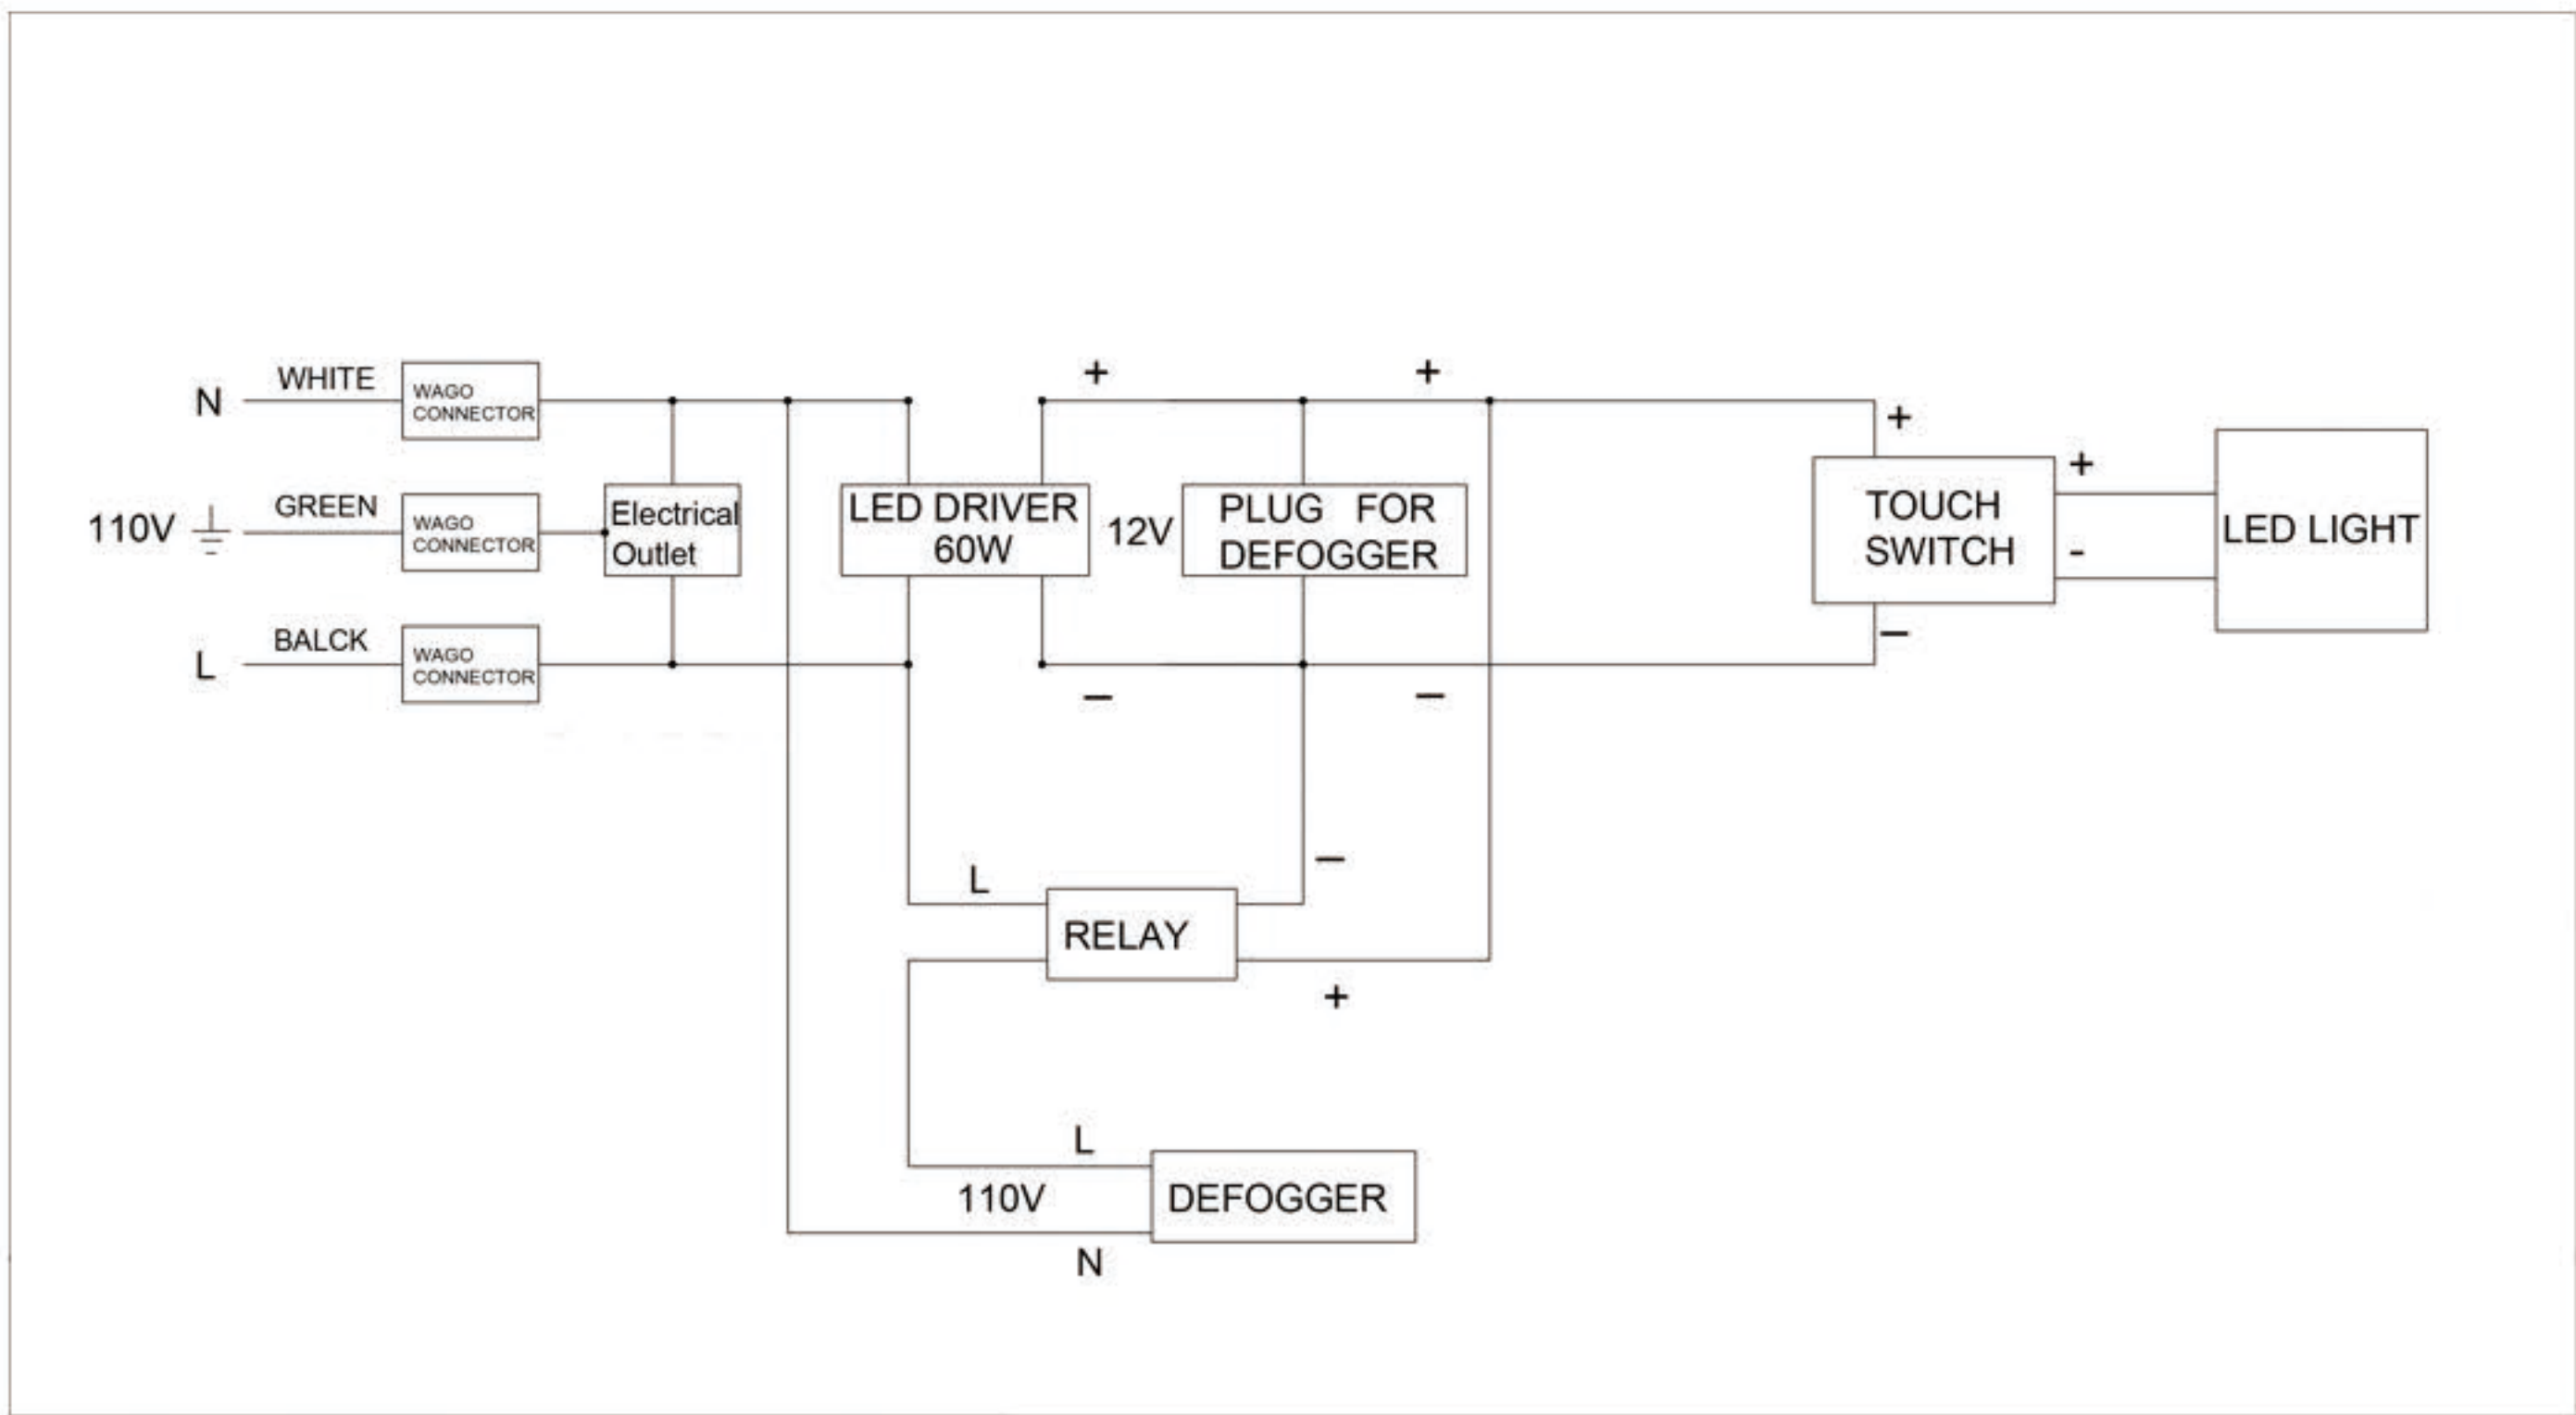 N
WHITE
WAGO
CONNECTOR
+
+
+
110V
GREEN
WAGO
CONNECTOR
Electrical
Outlet
LED DRIVER
60W
12V
PLUG FOR
DEFOGGER
TOUCH
SWITCH
+
-
LED LIGHT
L
BALCK
WAGO
CONNECTOR
–
–
–
L
–
RELAY
+
L
110V
DEFOGGER
N